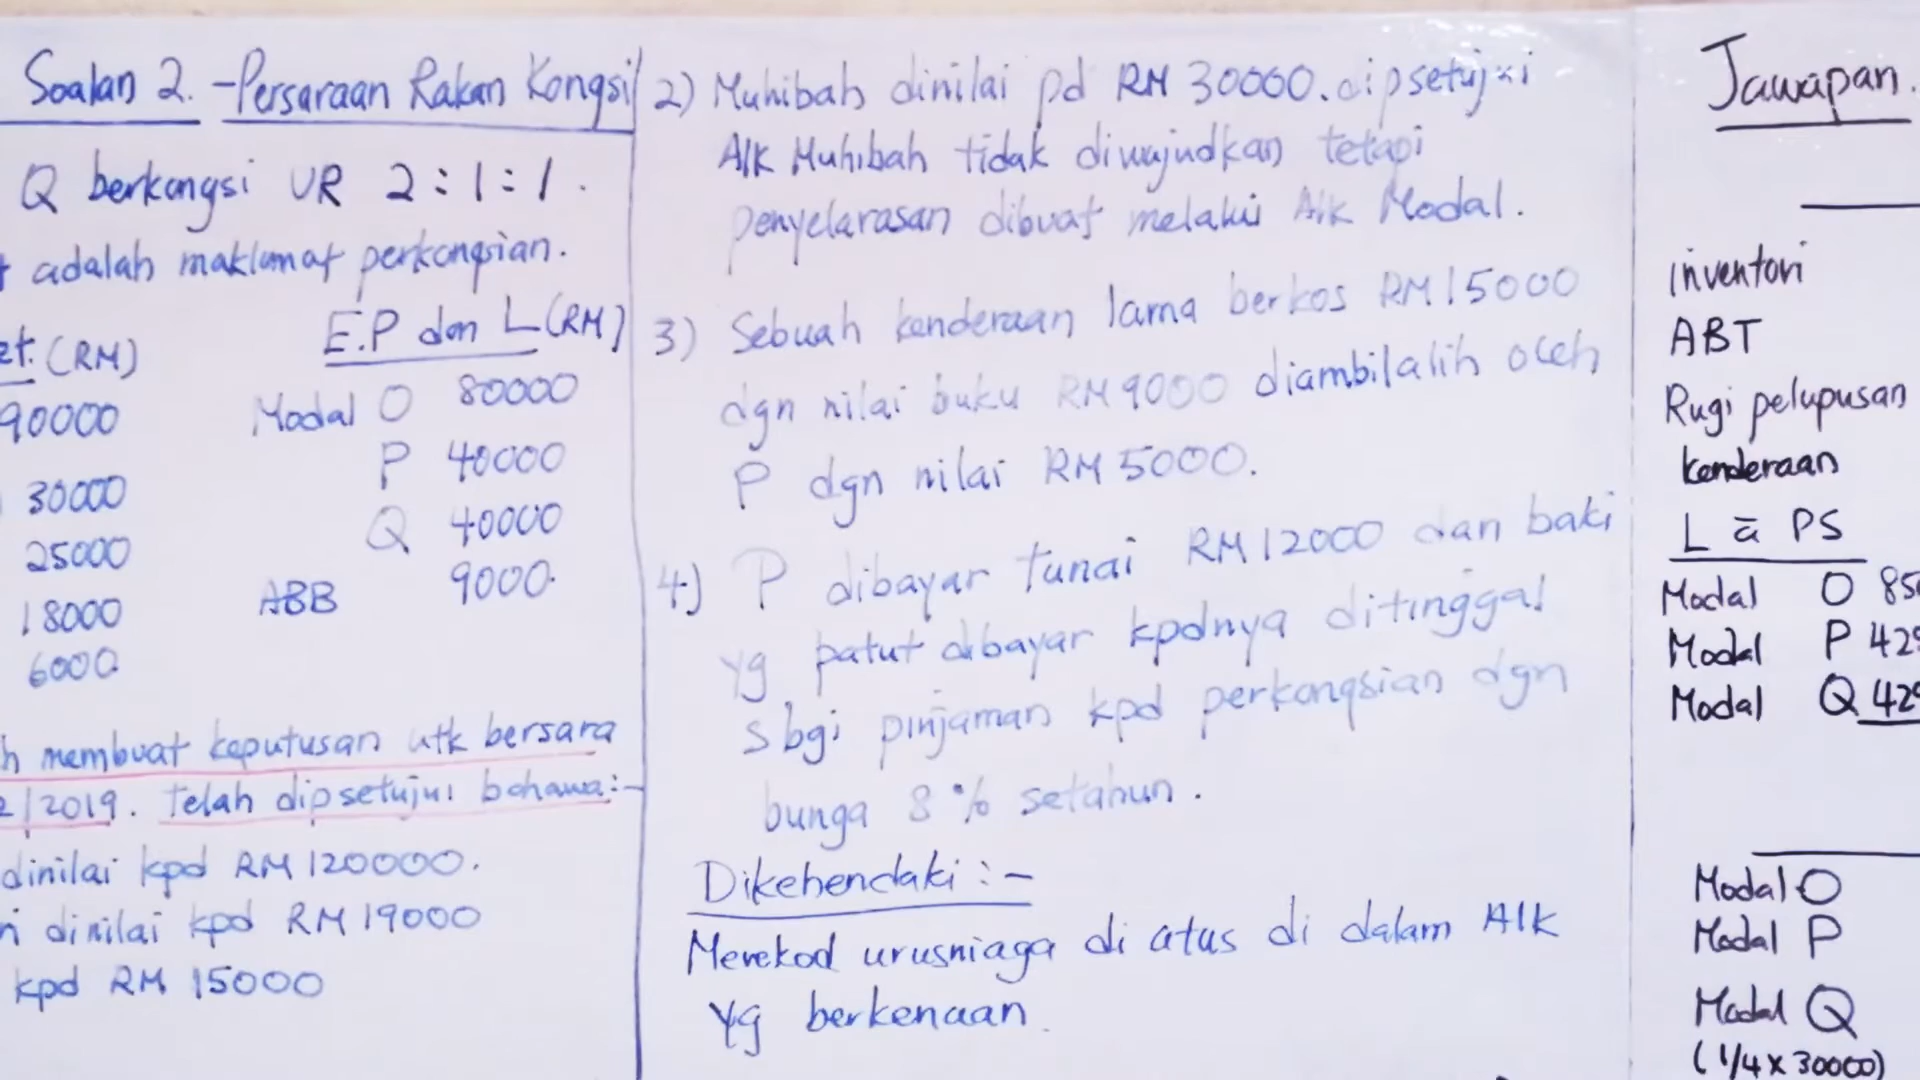 Soalan 2. - Persaraan Rakan Kongsi
Q berkongsi UR 2 : 1 : 1 .
adalah maklumat perkongsian.
et. (RM)
E.P dan L (RM)
90000
Modal O 80000
30000
P 40000
25000
Q 40000
18000
ABB 9000
6000
h membuat keputusan utk bersara
2/2019. Telah dipsetujui bahawa:-
dinilai kpd RM 120000.
i dinilai kpd RM 19000
kpd RM 15000
2) Muhibah dinilai pd RM 30000. dipsetujui
A/K Muhibah tidak diwujudkan tetapi
penyelarasan dibuat melalui A/K Modal.
3) Sebuah kenderaan lama berkos RM 15000
dgn nilai buku RM 9000 diambilalih oleh
P dgn nilai RM 5000.
4) P dibayar tunai RM 12000 dan baki
yg patut dibayar kpdnya ditinggal
sbgi pinjaman kpd perkongsian dgn
bunga 8 % setahun .
Dikehendaki : -
Merekod urusniaga di atas di dalam A/K
yg berkenaan.
Jawapan.
inventori
ABT
Rugi pelupusan
kenderaan
L ā PS
Modal O 850
Modal P 429
Modal Q 429
Modal O
Modal P
Modal Q
(1/4 x 30000)